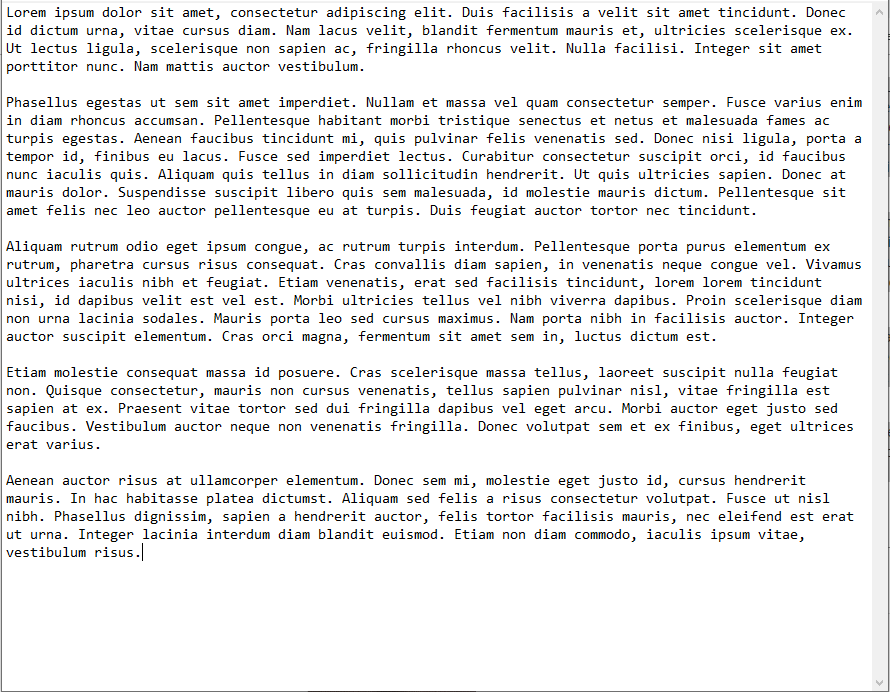 Lorem ipsum dolor sit amet, consectetur adipiscing elit. Duis facilisis a velit sit amet tincidunt. Donec
id dictum urna, vitae cursus diam. Nam lacus velit, blandit fermentum mauris et, ultricies scelerisque ex.
Ut lectus ligula, scelerisque non sapien ac, fringilla rhoncus velit. Nulla facilisi. Integer sit amet
porttitor nunc. Nam mattis auctor vestibulum.

Phasellus egestas ut sem sit amet imperdiet. Nullam et massa vel quam consectetur semper. Fusce varius enim
in diam rhoncus accumsan. Pellentesque habitant morbi tristique senectus et netus et malesuada fames ac
turpis egestas. Aenean faucibus tincidunt mi, quis pulvinar felis venenatis sed. Donec nisi ligula, porta a
tempor id, finibus eu lacus. Fusce sed imperdiet lectus. Curabitur consectetur suscipit orci, id faucibus
nunc iaculis quis. Aliquam quis tellus in diam sollicitudin hendrerit. Ut quis ultricies sapien. Donec at
mauris dolor. Suspendisse suscipit libero quis sem malesuada, id molestie mauris dictum. Pellentesque sit
amet felis nec leo auctor pellentesque eu at turpis. Duis feugiat auctor tortor nec tincidunt.

Aliquam rutrum odio eget ipsum congue, ac rutrum turpis interdum. Pellentesque porta purus elementum ex
rutrum, pharetra cursus risus consequat. Cras convallis diam sapien, in venenatis neque congue vel. Vivamus
ultrices iaculis nibh et feugiat. Etiam venenatis, erat sed facilisis tincidunt, lorem lorem tincidunt
nisi, id dapibus velit est vel est. Morbi ultricies tellus vel nibh viverra dapibus. Proin scelerisque diam
non urna lacinia sodales. Mauris porta leo sed cursus maximus. Nam porta nibh in facilisis auctor. Integer
auctor suscipit elementum. Cras orci magna, fermentum sit amet sem in, luctus dictum est.

Etiam molestie consequat massa id posuere. Cras scelerisque massa tellus, laoreet suscipit nulla feugiat
non. Quisque consectetur, mauris non cursus venenatis, tellus sapien pulvinar nisl, vitae fringilla est
sapien at ex. Praesent vitae tortor sed dui fringilla dapibus vel eget arcu. Morbi auctor eget justo sed
faucibus. Vestibulum auctor neque non venenatis fringilla. Donec volutpat sem et ex finibus, eget ultrices
erat varius.

Aenean auctor risus at ullamcorper elementum. Donec sem mi, molestie eget justo id, cursus hendrerit
mauris. In hac habitasse platea dictumst. Aliquam sed felis a risus consectetur volutpat. Fusce ut nisl
nibh. Phasellus dignissim, sapien a hendrerit auctor, felis tortor facilisis mauris, nec eleifend est erat
ut urna. Integer lacinia interdum diam blandit euismod. Etiam non diam commodo, iaculis ipsum vitae,
vestibulum risus.